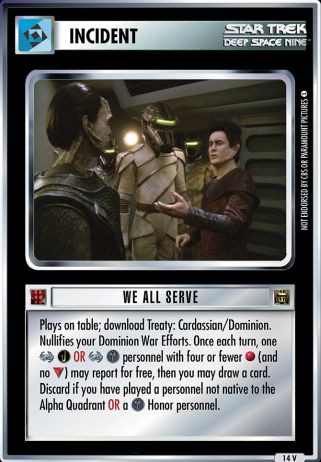 INCIDENT
STAR TREK
DEEP SPACE NINE
NOT ENDORSED BY CBS OR PARAMOUNT PICTURES
WE ALL SERVE
Plays on table; download Treaty: Cardassian/Dominion.
Nullifies your Dominion War Efforts. Once each turn, one
OR personnel with four or fewer (and
no ) may report for free, then you may draw a card.
Discard if you have played a personnel not native to the
Alpha Quadrant OR a Honor personnel.
14 V